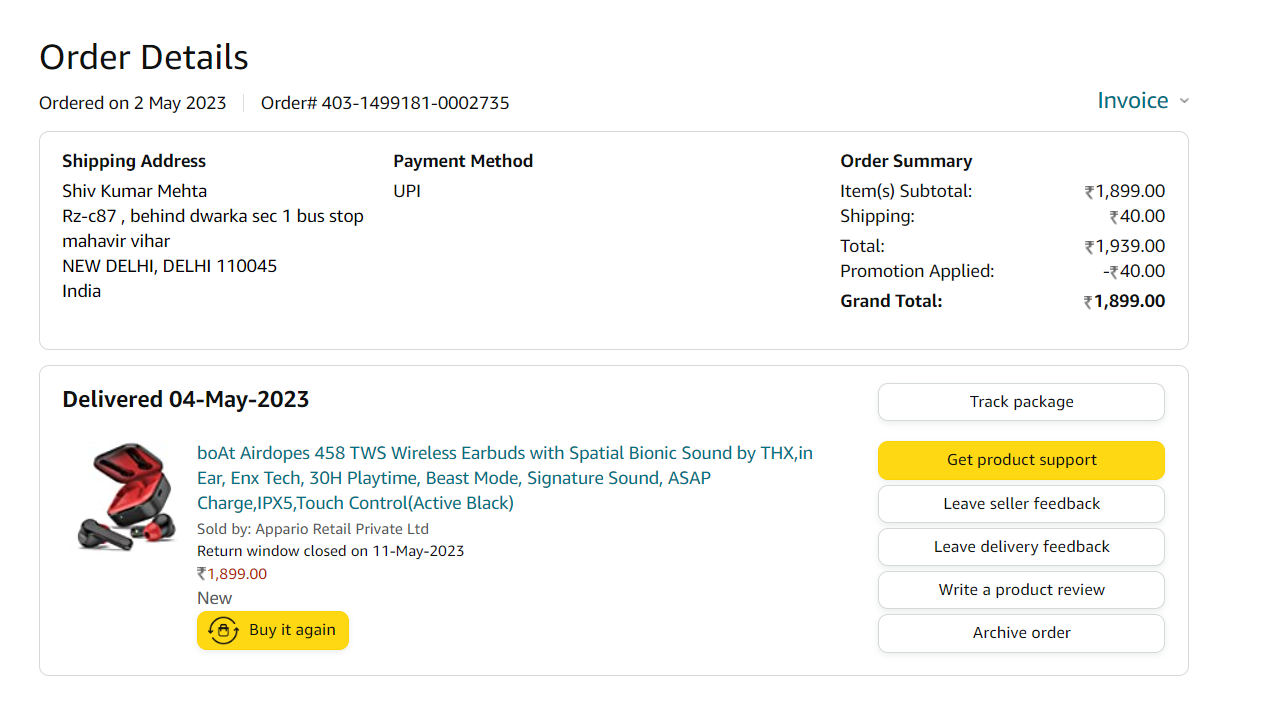 Order Details
Ordered on 2 May 2023 Order# 403-1499181-0002735
Invoice
Shipping Address
Shiv Kumar Mehta
Rz-c87 , behind dwarka sec 1 bus stop
mahavir vihar
NEW DELHI, DELHI 110045
India
Payment Method
UPI
Order Summary
Item(s) Subtotal: ₹1,899.00
Shipping: ₹40.00
Total: ₹1,939.00
Promotion Applied: -₹40.00
Grand Total: ₹1,899.00
Delivered 04-May-2023
boAt Airdopes 458 TWS Wireless Earbuds with Spatial Bionic Sound by THX,in
Ear, Enx Tech, 30H Playtime, Beast Mode, Signature Sound, ASAP
Charge,IPX5,Touch Control(Active Black)
Sold by: Appario Retail Private Ltd
Return window closed on 11-May-2023
₹1,899.00
New
Buy it again
Track package
Get product support
Leave seller feedback
Leave delivery feedback
Write a product review
Archive order